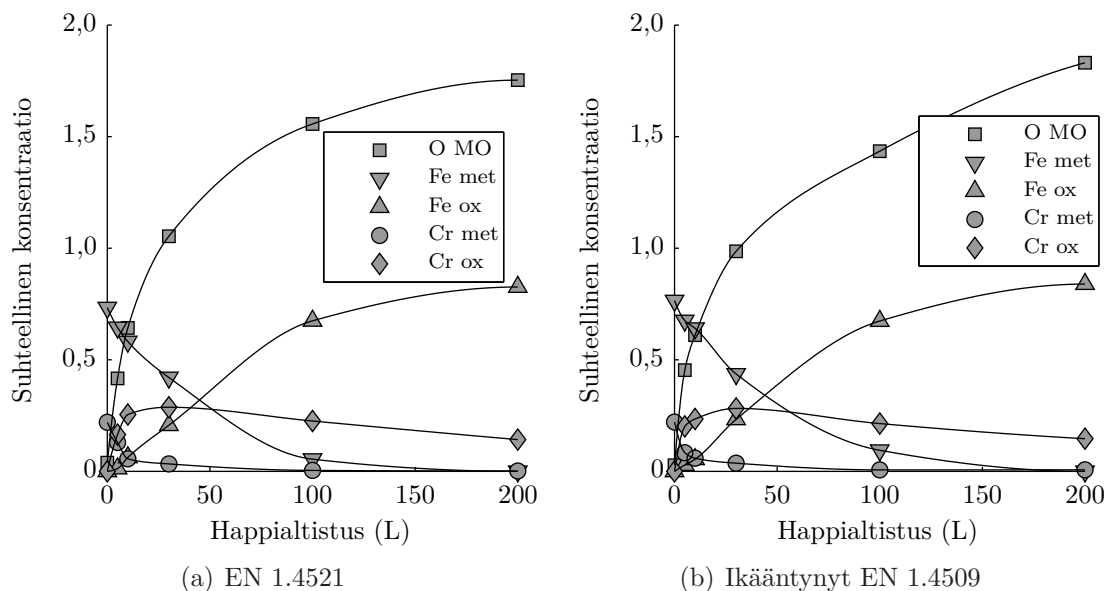 Suhteellinen konsentraatio
2,0
1,5
1,0
0,5
0
0
50
100
150
200
Happialtistus (L)
O MO
Fe met
Fe ox
Cr met
Cr ox
(a) EN 1.4521
Suhteellinen konsentraatio
2,0
1,5
1,0
0,5
0
0
50
100
150
200
Happialtistus (L)
O MO
Fe met
Fe ox
Cr met
Cr ox
(b) Ikääntynyt EN 1.4509